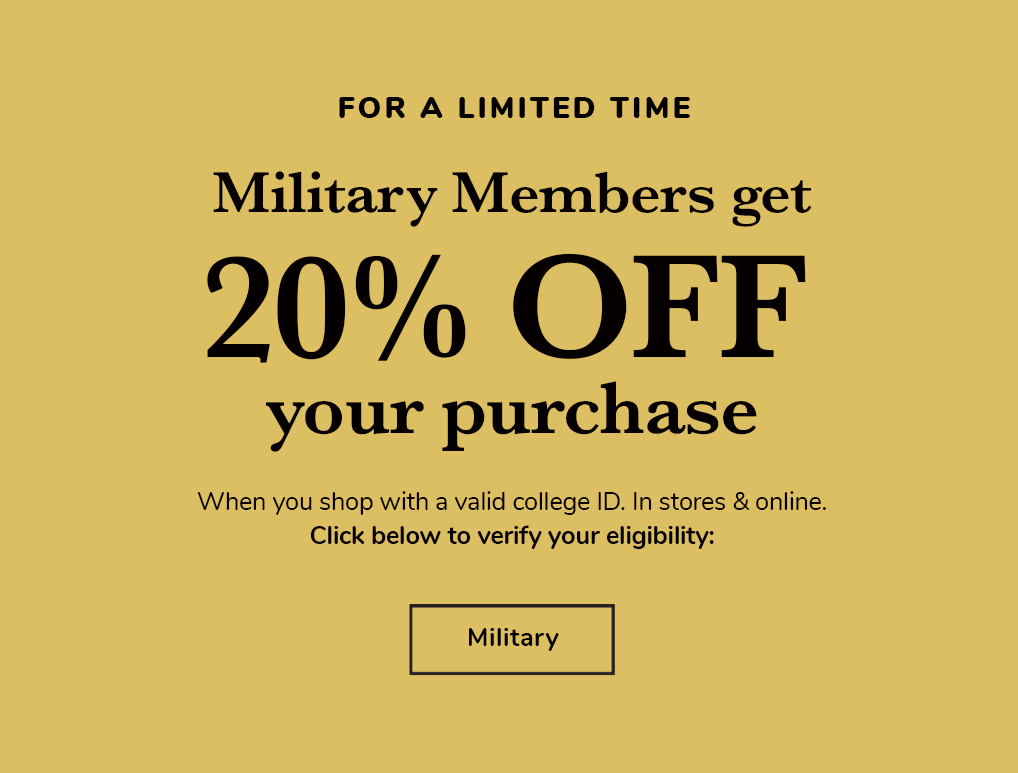 FOR A LIMITED TIME
Military Members get
20% OFF
your purchase
When you shop with a valid college ID. In stores & online.
Click below to verify your eligibility:
Military